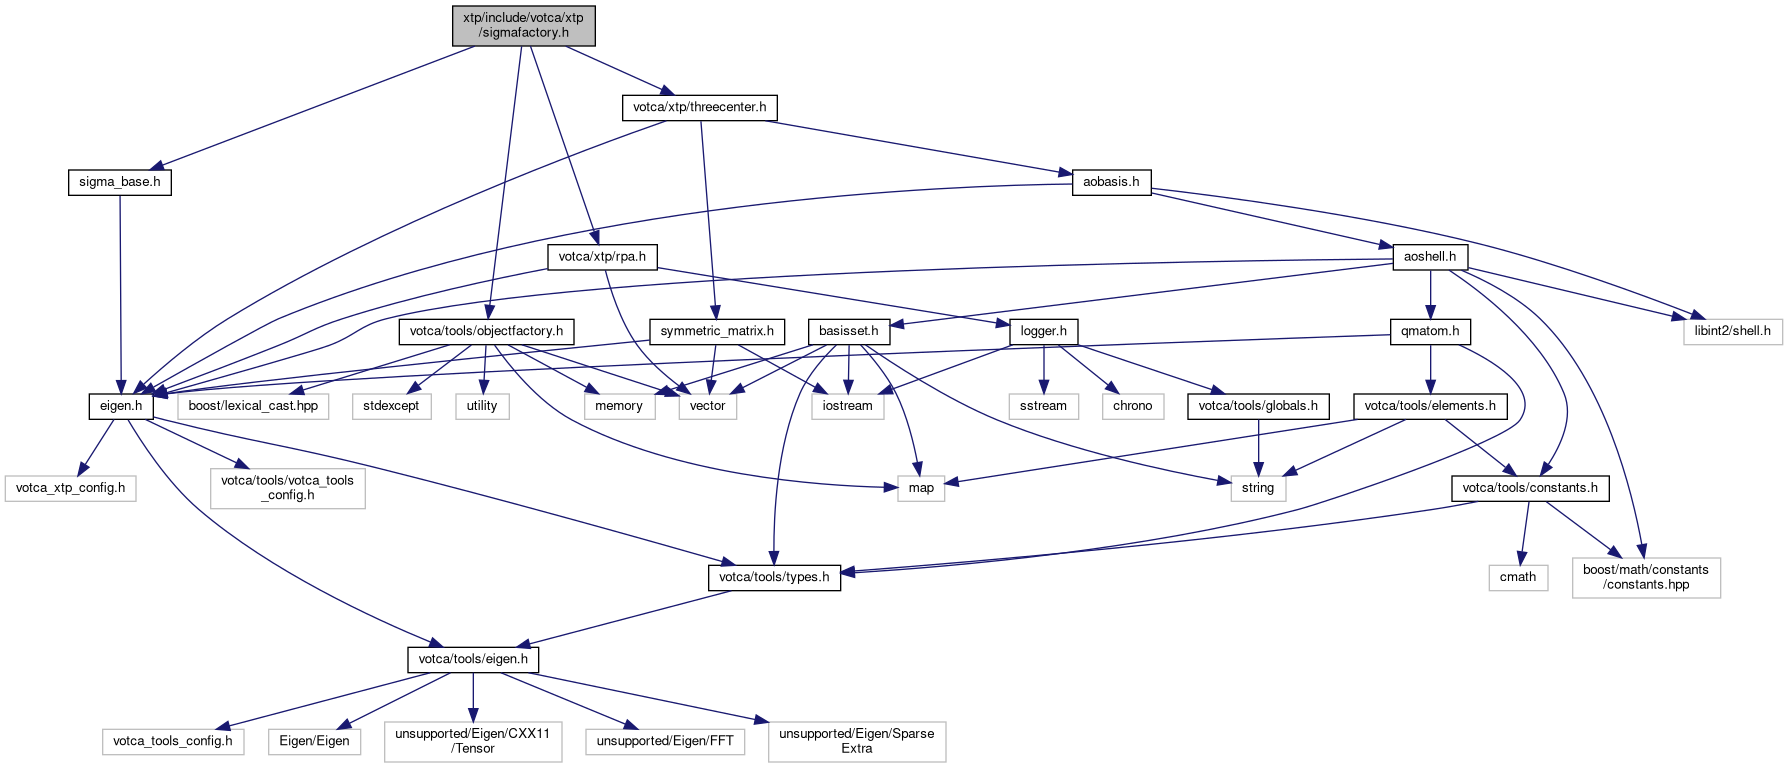 xtp/include/votca/xtp
/sigmafactory.h
votca/xtp/threecenter.h
sigma_base.h
aobasis.h
votca/xtp/rpa.h
aoshell.h
votca/tools/objectfactory.h
symmetric_matrix.h
basisset.h
logger.h
qmatom.h
libint2/shell.h
eigen.h
boost/lexical_cast.hpp
stdexcept
utility
memory
vector
iostream
sstream
chrono
votca/tools/globals.h
votca/tools/elements.h
votca_xtp_config.h
votca/tools/votca_tools
_config.h
map
string
votca/tools/constants.h
votca/tools/types.h
cmath
boost/math/constants
/constants.hpp
votca/tools/eigen.h
votca_tools_config.h
Eigen/Eigen
unsupported/Eigen/CXX11
/Tensor
unsupported/Eigen/FFT
unsupported/Eigen/Sparse
Extra